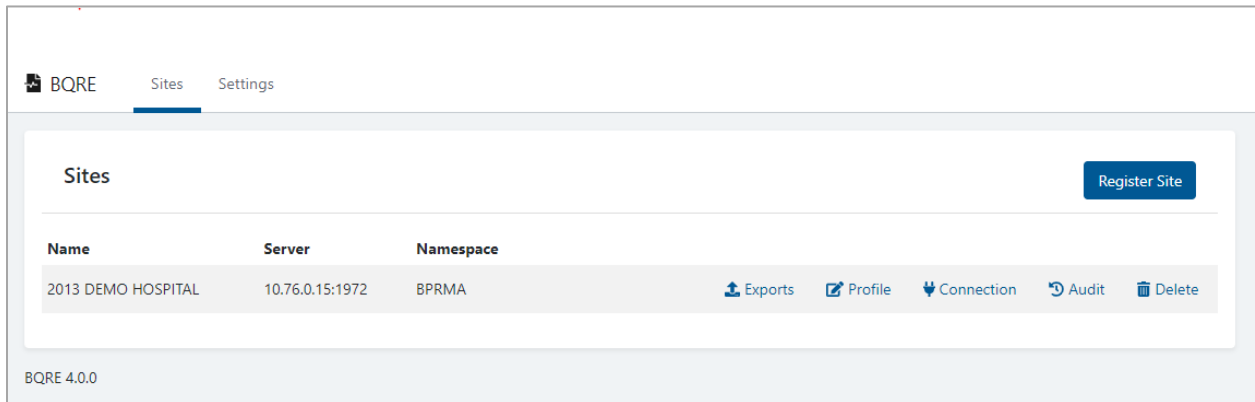 BQRE Sites Settings
Sites Register Site
Name Server Namespace
2013 DEMO HOSPITAL 10.76.0.15:1972 BPRMA Exports Profile Connection Audit Delete
BQRE 4.0.0